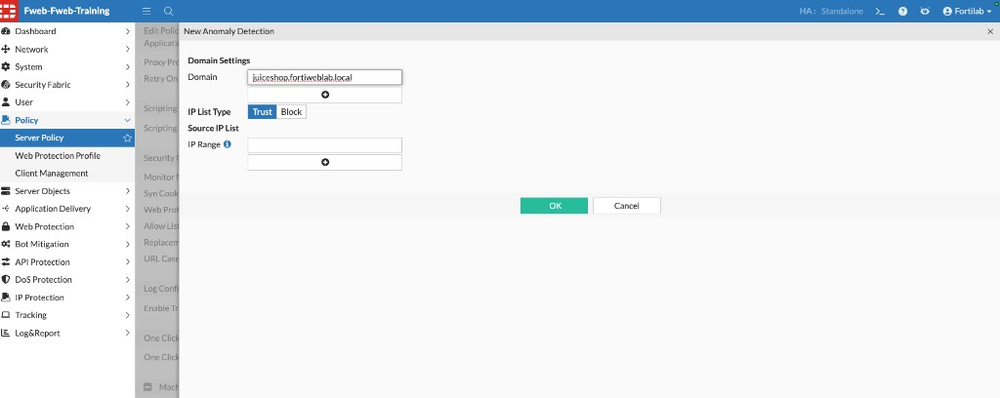 Fweb-Fweb-Training
HA: Standalone
Fortilab
Dashboard
Network
System
Security Fabric
User
Policy
Server Policy
Web Protection Profile
Client Management
Server Objects
Application Delivery
Web Protection
Bot Mitigation
API Protection
DoS Protection
IP Protection
Tracking
Log&Report
Edit Polic
Applicati
Proxy Pr
Retry On
Scripting
Scripting
Security
Monitor
Syn Cook
Web Prot
Allow List
Replacem
URL Case
Log Confi
Enable Tr
One Click
One Click
Mach
New Anomaly Detection
Domain Settings
Domain juiceshop.fortiweblab.local
IP List Type Trust Block
Source IP List
IP Range
OK Cancel